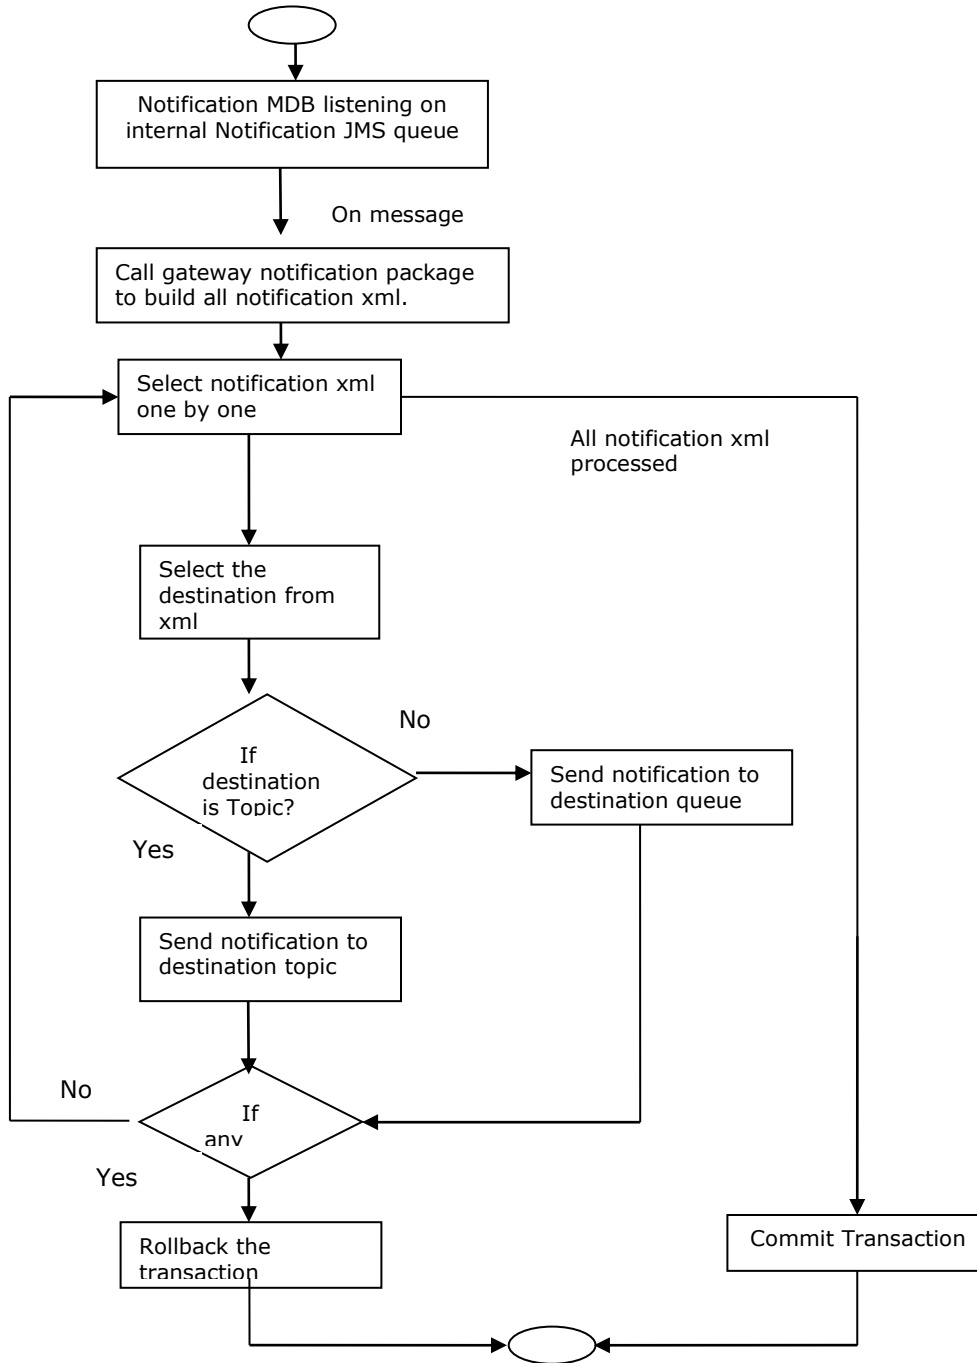 Notification MDB listening on
internal Notification JMS queue
On message
Call gateway notification package
to build all notification xml.
Select notification xml
one by one
All notification xml
processed
Select the
destination from
xml
No
If
destination
is Topic?
Send notification to
destination queue
Yes
Send notification to
destination topic
No
If
any
Yes
Rollback the
transaction
Commit Transaction